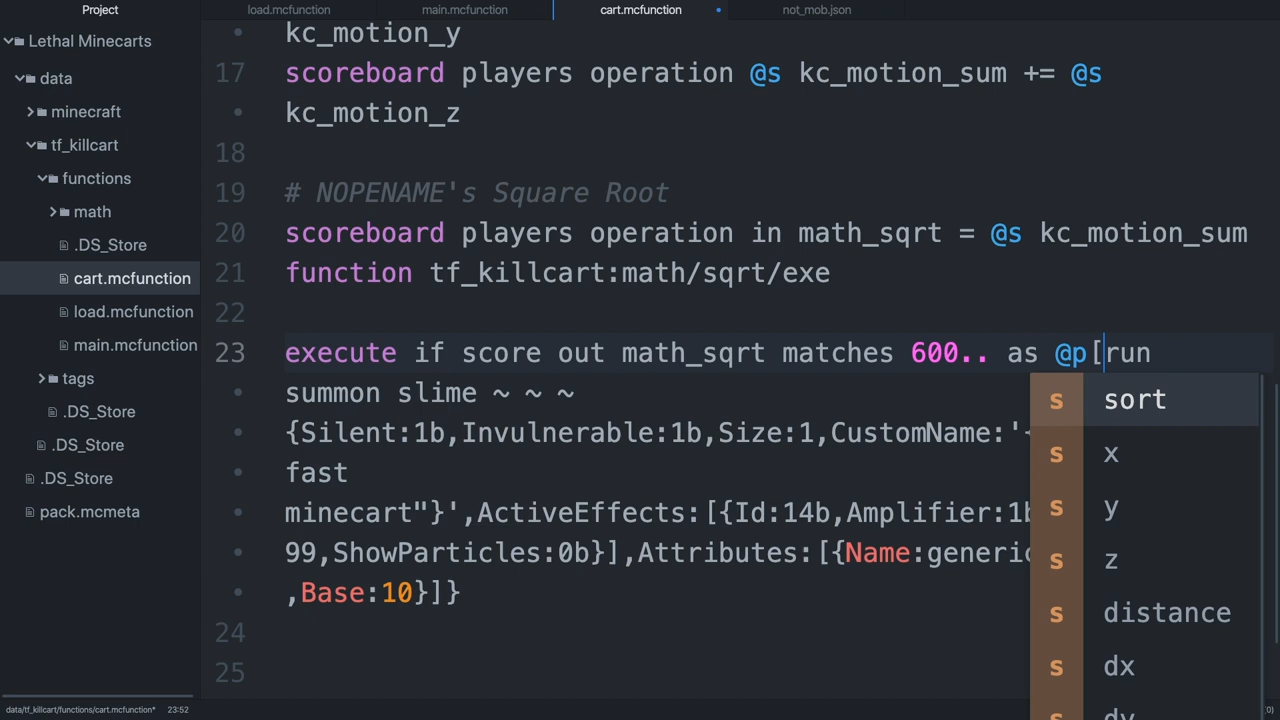 Project
load.mcfunction
main.mcfunction
cart.mcfunction
not_mob.json
Lethal Minecarts
data
minecraft
tf_killcart
functions
math
.DS_Store
cart.mcfunction
load.mcfunction
main.mcfunction
tags
.DS_Store
.DS_Store
.DS_Store
pack.mcmeta
kc_motion_y
17 scoreboard players operation @s kc_motion_sum += @s
kc_motion_z
18
19 # NOPENAME's Square Root
20 scoreboard players operation in math_sqrt = @s kc_motion_sum
21 function tf_killcart:math/sqrt/exe
22
23 execute if score out math_sqrt matches 600.. as @p[run
summon slime ~ ~ ~
{Silent:1b,Invulnerable:1b,Size:1,CustomName:'{
fast
minecart"}',ActiveEffects:[{Id:14b,Amplifier:1b
99,ShowParticles:0b}],Attributes:[{Name:generic
,Base:10}]}
24
25
s sort
s x
s y
s z
s distance
s dx
s dy
data/tf_killcart/functions/cart.mcfunction* 23:52